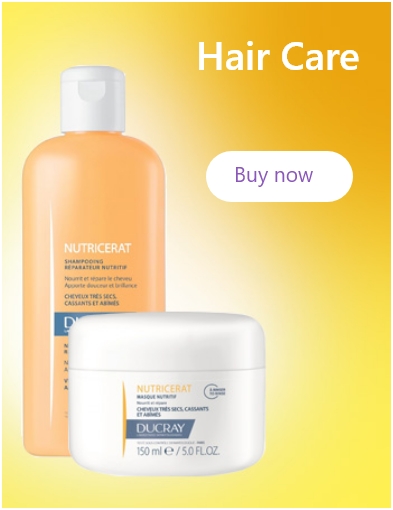 Hair Care
Buy now
NUTRICERAT
SHAMPOOING
RÉPARATEUR NUTRITIF
Nourrit et répare le cheveu
Apporte douceur et brillance
CHEVEUX TRÈS SECS,
CASSANTS ET ABÎMÉS
NUTRICERAT
MASQUE NUTRITIF
Nourrit et répare
CHEVEUX TRÈS SECS, CASSANTS
ET ABÎMÉS
DUCRAY
150 ml ℮ / 5.0 FL.OZ.